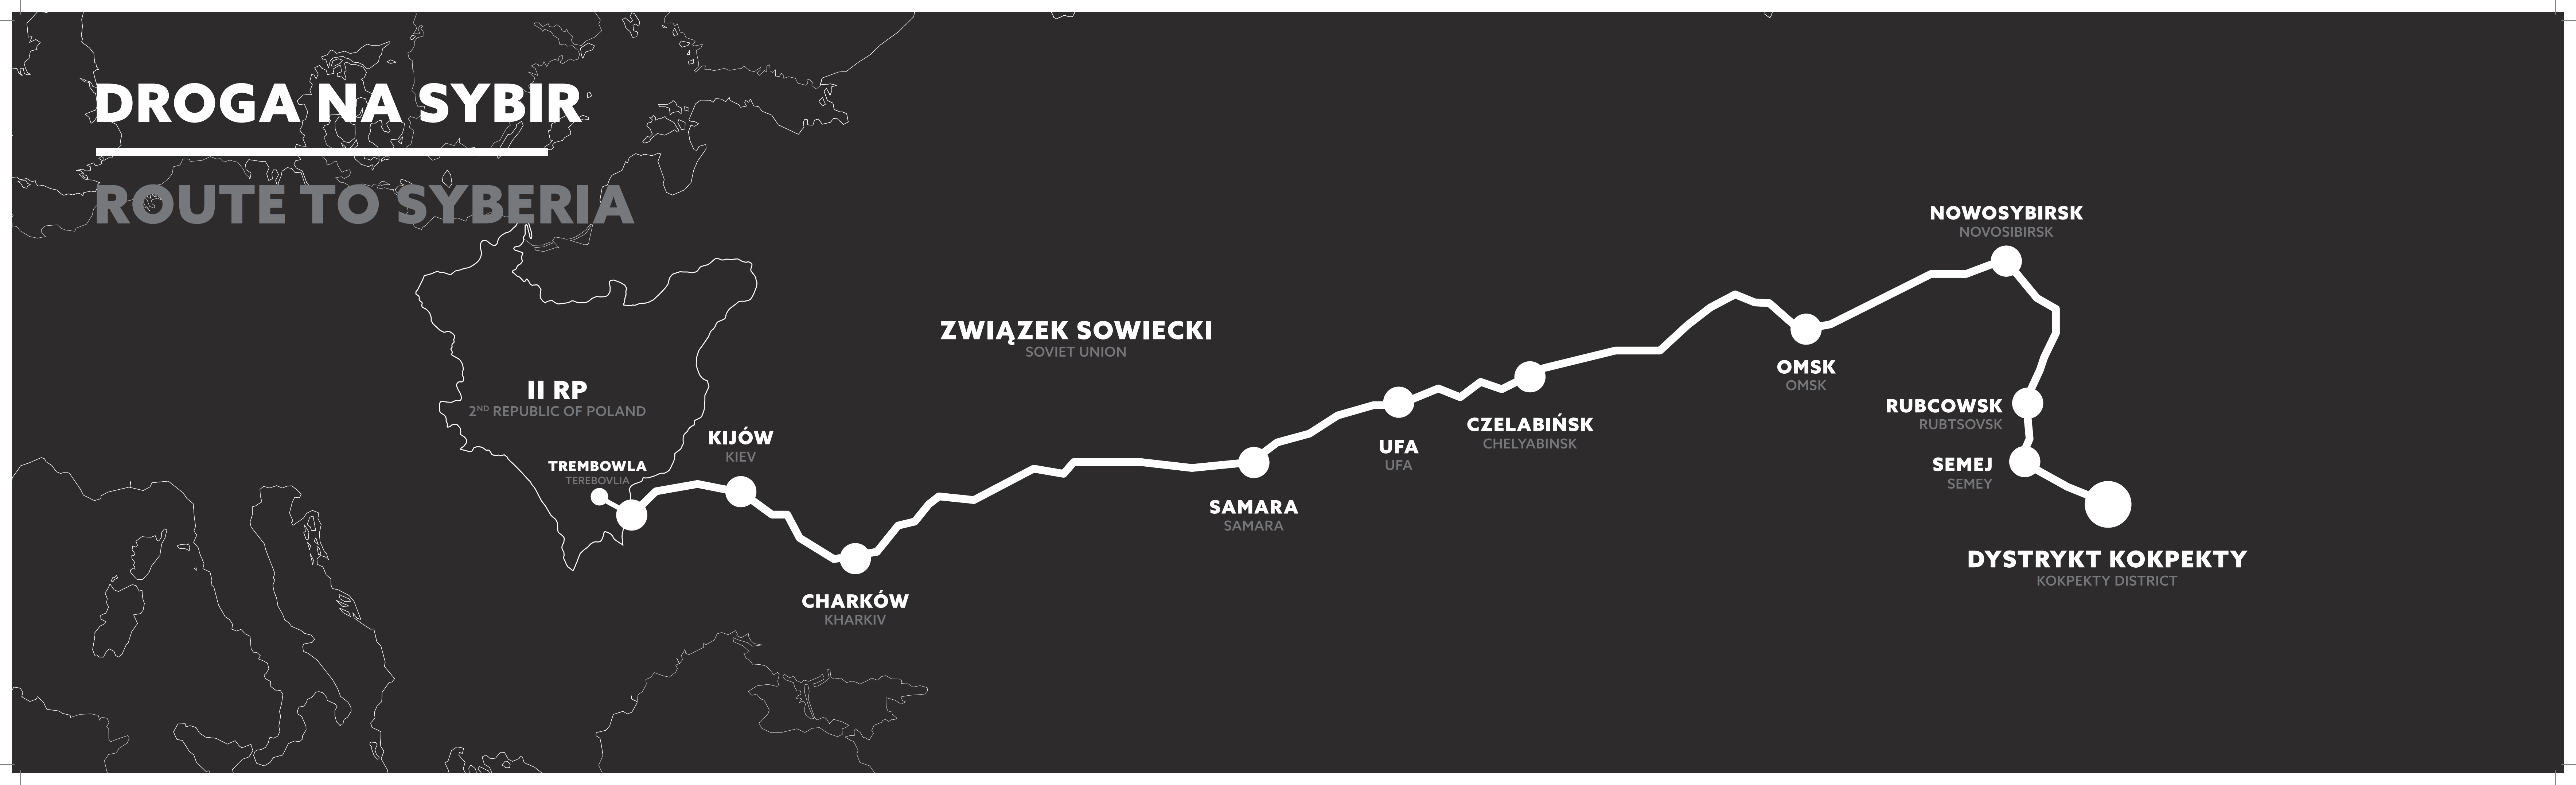 DROGA NA SYBIR
ROUTE TO SYBERIA
NOWOSYBIRSK
NOVOSIBIRSK
ZWIĄZEK SOWIECKI
SOVIET UNION
OMSK
OMSK
II RP
2ND REPUBLIC OF POLAND
RUBCOWSK
RUBTSOVSK
CZELABIŃSK
CHELYABINSK
KIJÓW
KIEV
UFA
UFA
TREMBOWLA
TEREBOVLIA
SEMEJ
SEMEY
SAMARA
SAMARA
DYSTRYKT KOKPEKTY
KOKPEKTY DISTRICT
CHARKÓW
KHARKIV